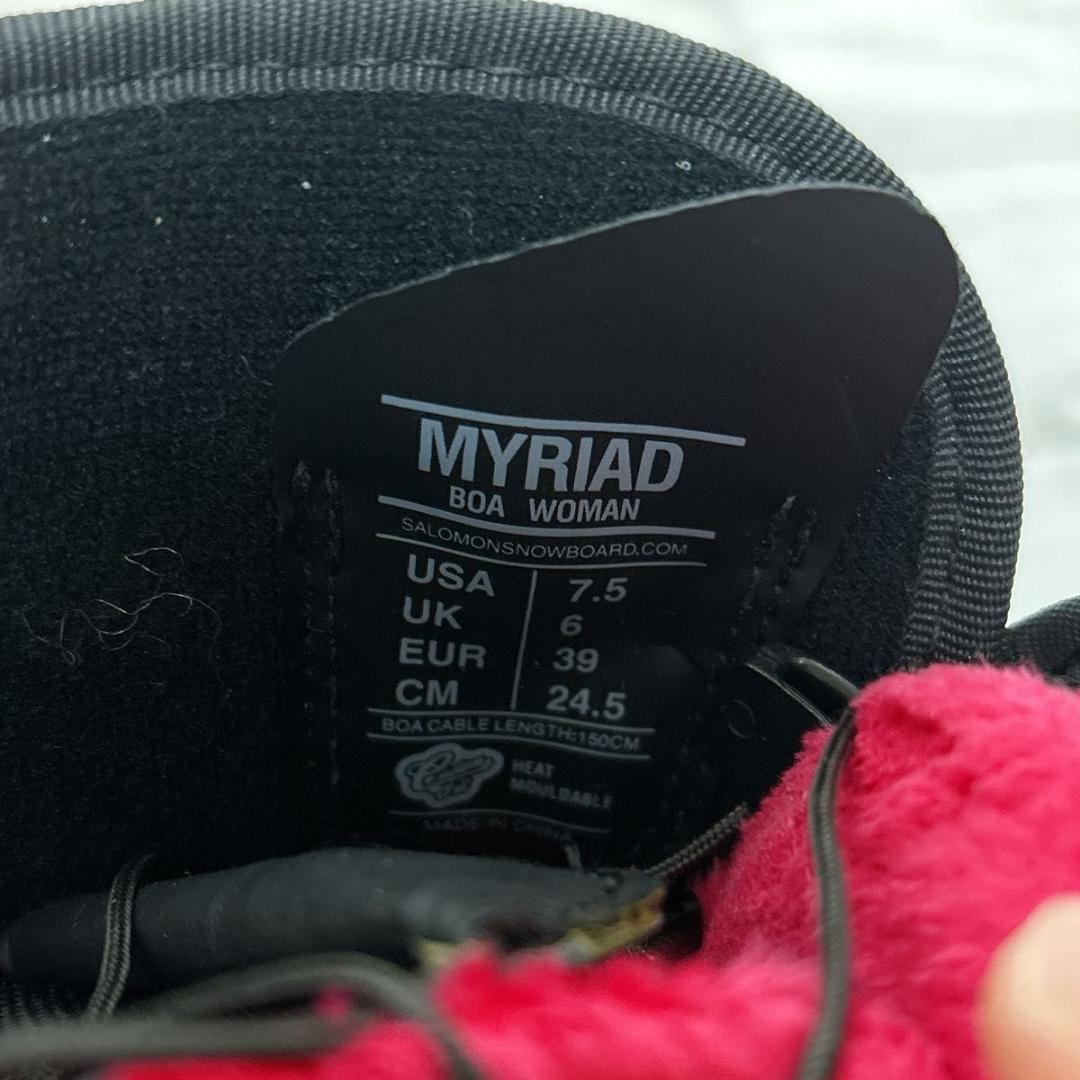 MYRIAD
BOA WOMAN
SALOMONSNOWBOARD.COM
USA 7.5
UK 6
EUR 39
CM 24.5
BOA CABLE LENGTH:150CM
HEAT
MOULDABLE
MADE IN CHINA